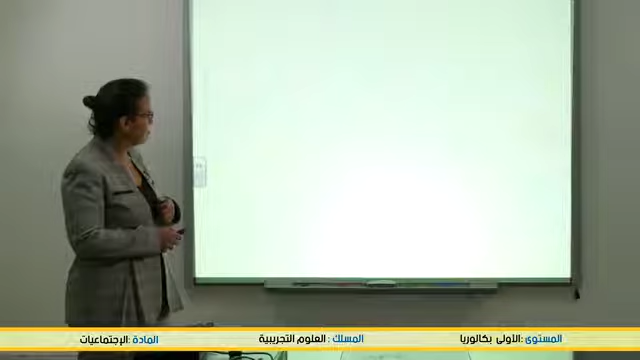 المستوى :الأولى بكالوريا
المسلك : العلوم التجريبية
المادة :الإجتماعيات